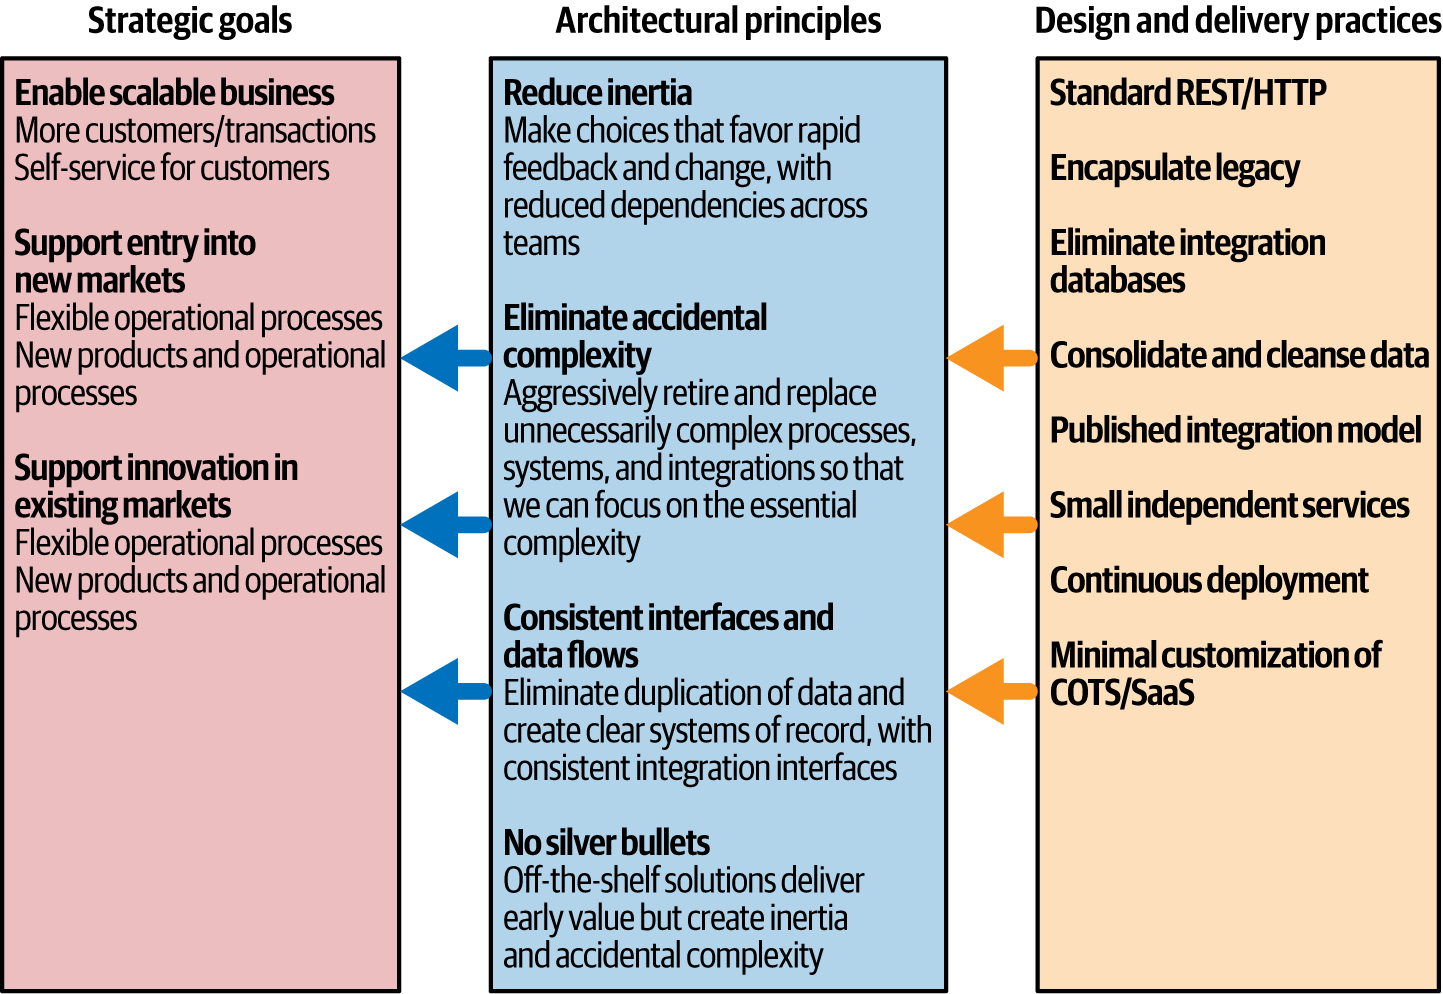 Strategic goals
Enable scalable business
More customers/transactions
Self-service for customers
Support entry into
new markets
Flexible operational processes
New products and operational
processes
Support innovation in
existing markets
Flexible operational processes
New products and operational
processes
Architectural principles
Reduce inertia
Make choices that favor rapid
feedback and change, with
reduced dependencies across
teams
Eliminate accidental
complexity
Aggressively retire and replace
unnecessarily complex processes,
systems, and integrations so that
we can focus on the essential
complexity
Consistent interfaces and
data flows
Eliminate duplication of data and
create clear systems of record, with
consistent integration interfaces
No silver bullets
Off-the-shelf solutions deliver
early value but create inertia
and accidental complexity
Design and delivery practices
Standard REST/HTTP
Encapsulate legacy
Eliminate integration
databases
Consolidate and cleanse data
Published integration model
Small independent services
Continuous deployment
Minimal customization of
COTS/SaaS